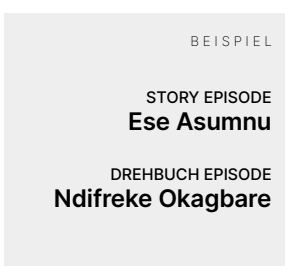 BEISPIEL
STORY EPISODE
Ese Asumnu
DREHBUCH EPISODE
Ndifreke Okagbare